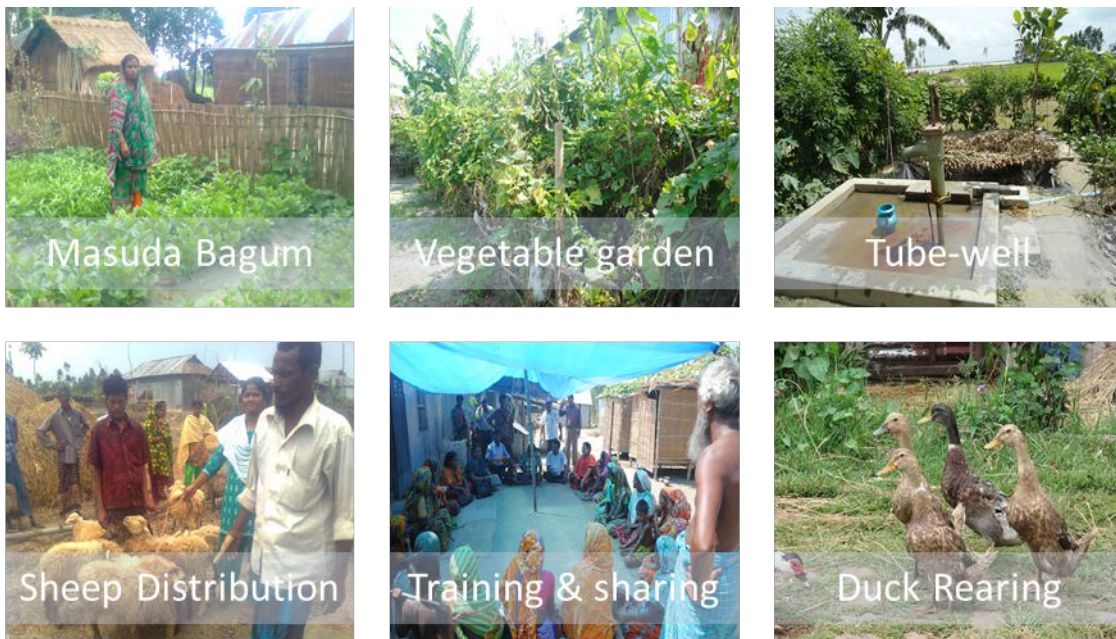 Masuda Bagum
Vegetable garden
Tube-well
Sheep Distribution
Training & sharing
Duck Rearing